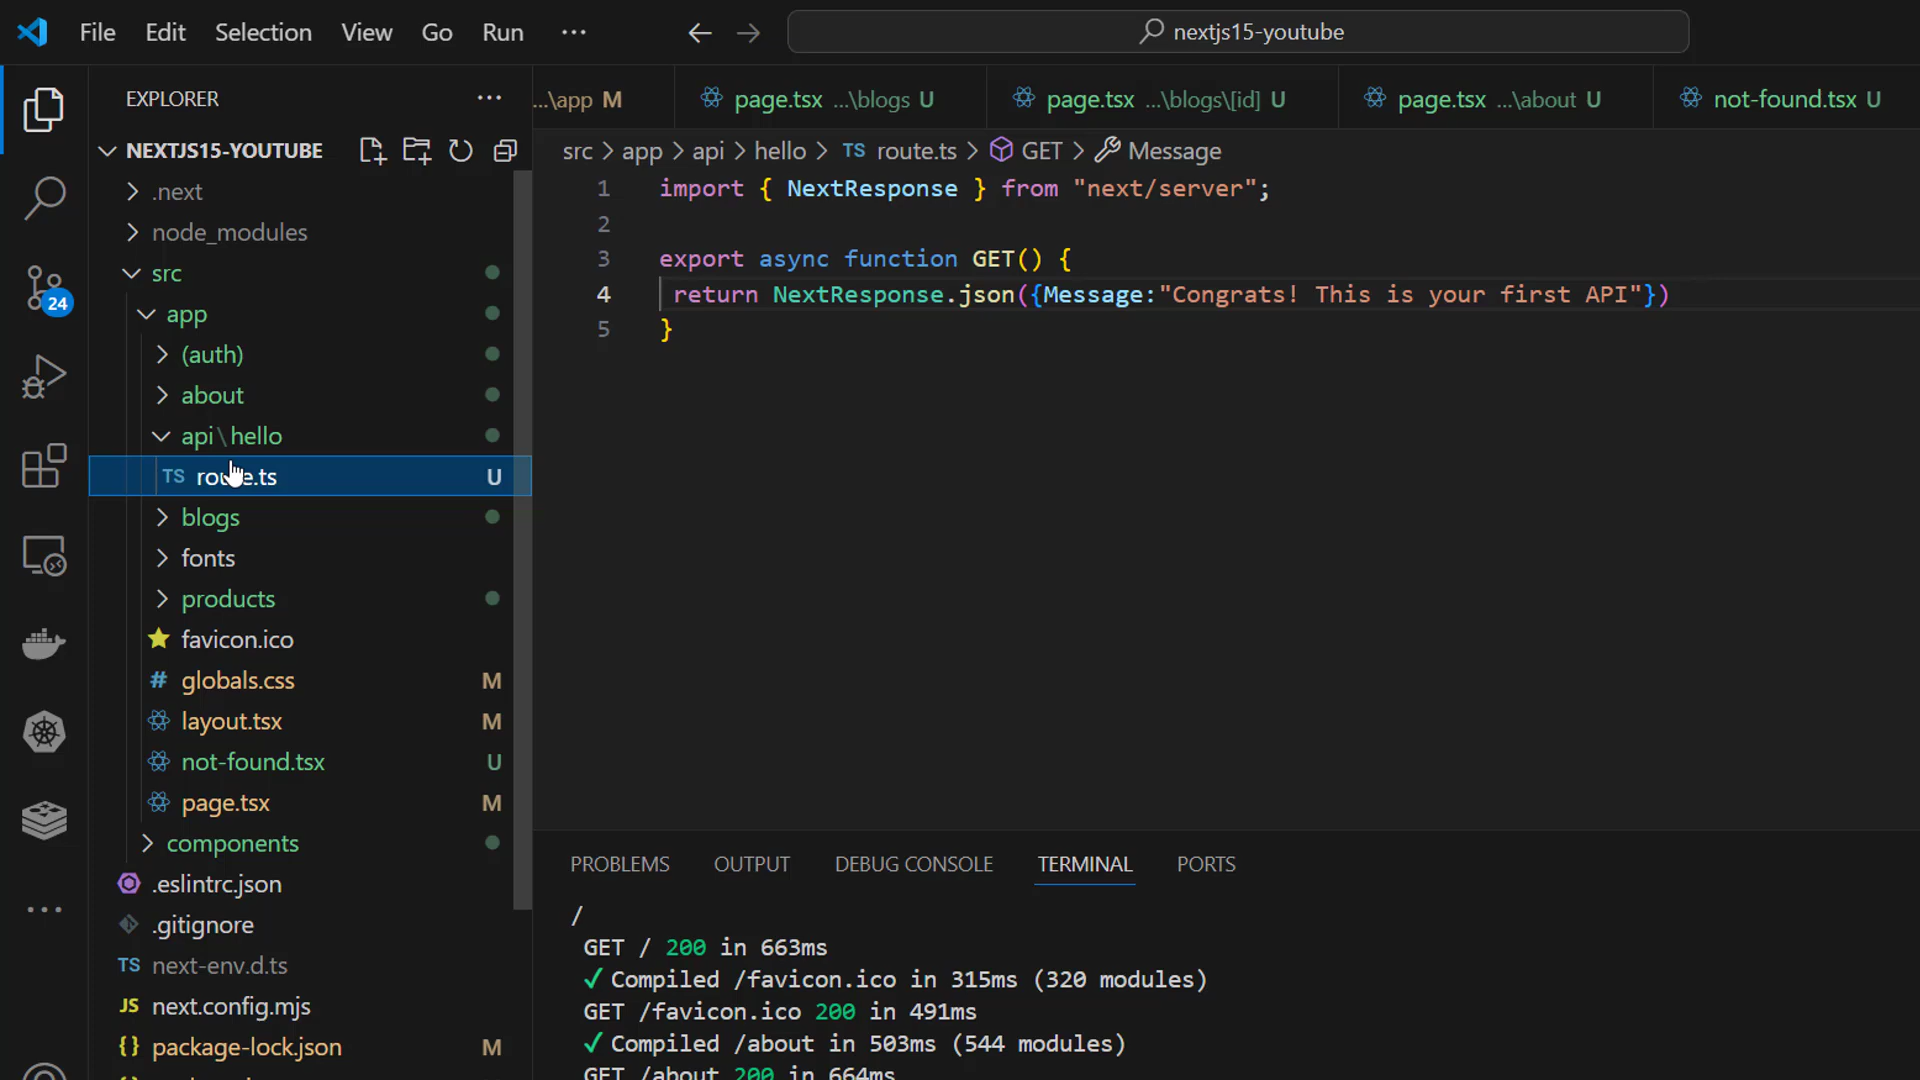 File Edit Selection View Go Run ··· nextjs15-youtube
EXPLORER ···
...\app M page.tsx ...\blogs U page.tsx ...\blogs\[id] U page.tsx ...\about U not-found.tsx U
NEXTJS15-YOUTUBE
src > app > api > hello > TS route.ts > GET > Message
.next
node_modules
src
app
(auth)
about
api\hello
TS route.ts U
blogs
fonts
products
favicon.ico
# globals.css M
layout.tsx M
not-found.tsx U
page.tsx M
components
.eslintrc.json
.gitignore
TS next-env.d.ts
JS next.config.mjs
{} package-lock.json M
24
1 import { NextResponse } from "next/server";
2
3 export async function GET() {
4 return NextResponse.json({Message:"Congrats! This is your first API"})
5 }
PROBLEMS OUTPUT DEBUG CONSOLE TERMINAL PORTS
/
GET / 200 in 663ms
✓ Compiled /favicon.ico in 315ms (320 modules)
GET /favicon.ico 200 in 491ms
✓ Compiled /about in 503ms (544 modules)
GET /about 200 in 664ms